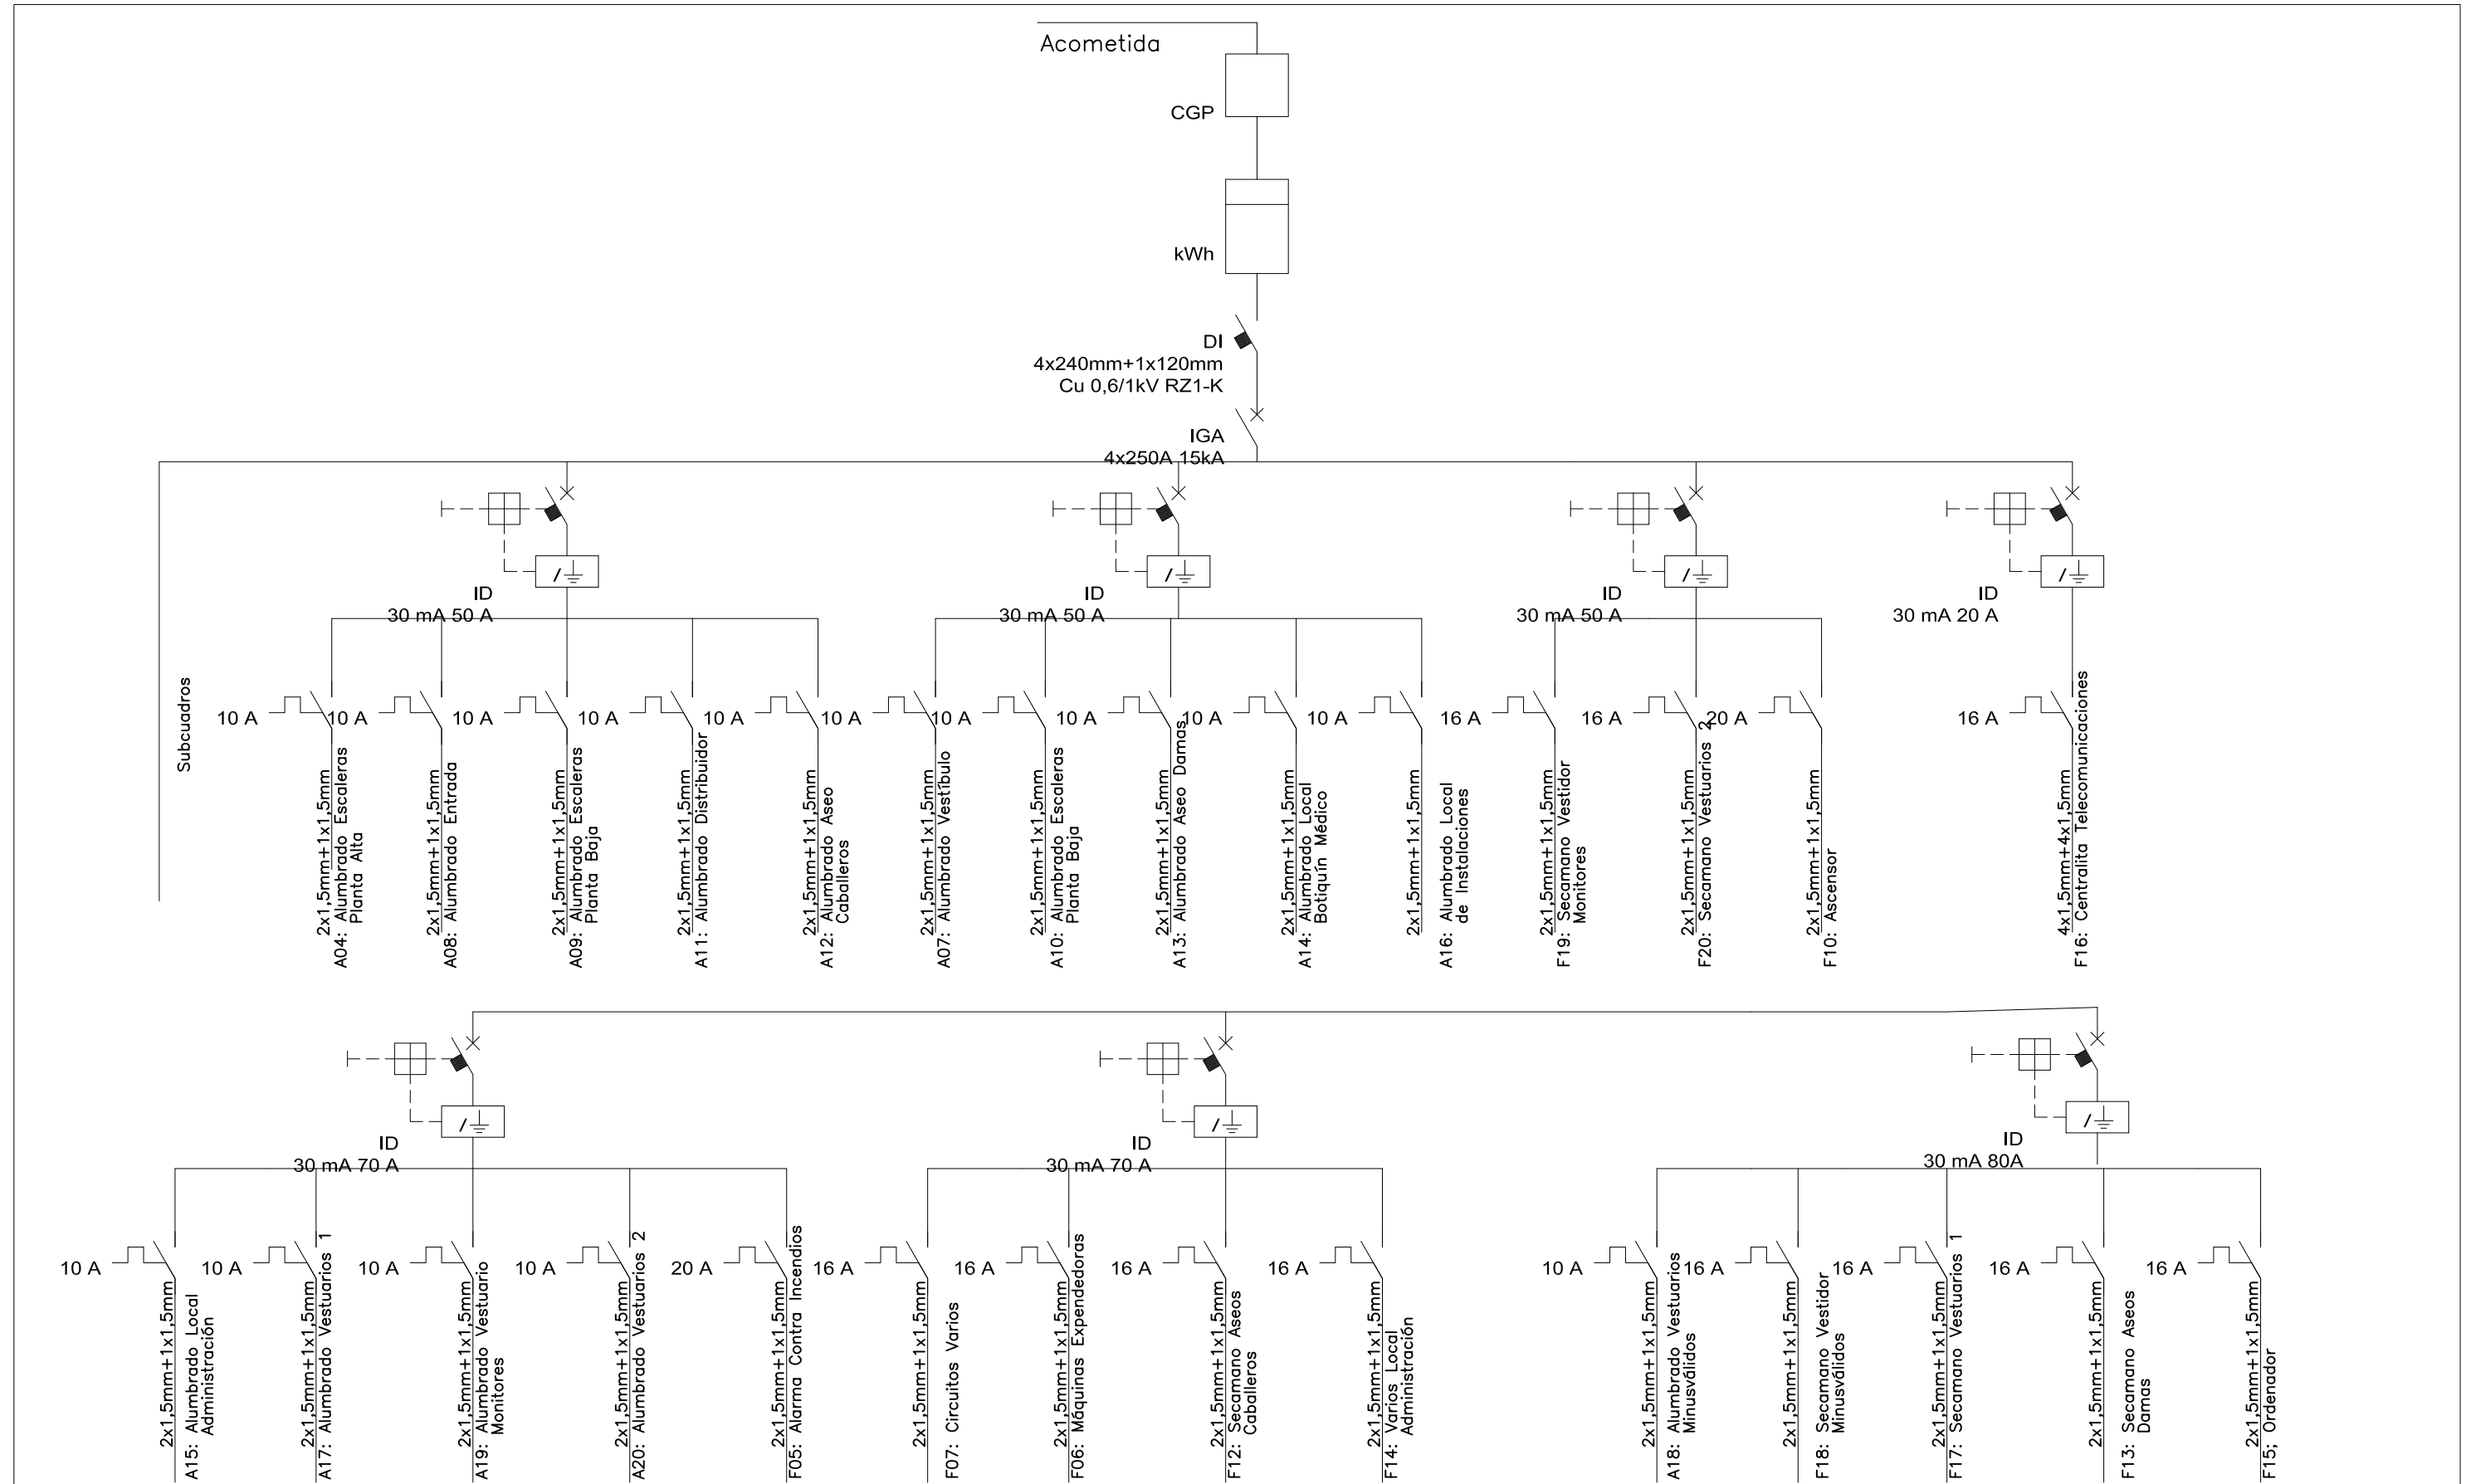 Acometida
CGP
kWh
DI
4x240mm+1x120mm
Cu 0,6/1kV RZ1-K
IGA
4x250A 15kA
ID
30 mA 50 A
ID
30 mA 50 A
ID
30 mA 50 A
ID
30 mA 20 A
Subcuadros
10 A
2x1,5mm+1x1,5mm
A04: Alumbrado Escaleras
Planta Alta
10 A
2x1,5mm+1x1,5mm
A08: Alumbrado Entrada
10 A
2x1,5mm+1x1,5mm
A09: Alumbrado Escaleras
Planta Baja
10 A
2x1,5mm+1x1,5mm
A11: Alumbrado Distribuidor
10 A
2x1,5mm+1x1,5mm
A12: Alumbrado Aseo
Caballeros
10 A
2x1,5mm+1x1,5mm
A07: Alumbrado Vestíbulo
10 A
2x1,5mm+1x1,5mm
A10: Alumbrado Escaleras
Planta Baja
10 A
2x1,5mm+1x1,5mm
A13: Alumbrado Aseo Damas
10 A
2x1,5mm+1x1,5mm
A14: Alumbrado Local
Botiquín Médico
10 A
2x1,5mm+1x1,5mm
A16: Alumbrado Local
de Instalaciones
16 A
2x1,5mm+1x1,5mm
F19: Secamano Vestidor
Monitores
16 A
2x1,5mm+1x1,5mm
F20: Secamano Vestuarios 2
20 A
2x1,5mm+1x1,5mm
F10: Ascensor
16 A
4x1,5mm+4x1,5mm
F16: Centralita Telecomunicaciones
ID
30 mA 70 A
ID
30 mA 70 A
ID
30 mA 80A
10 A
2x1,5mm+1x1,5mm
A15: Alumbrado Local
Administración
10 A
2x1,5mm+1x1,5mm
A17: Alumbrado Vestuarios 1
10 A
2x1,5mm+1x1,5mm
A19: Alumbrado Vestuario
Monitores
10 A
2x1,5mm+1x1,5mm
A20: Alumbrado Vestuarios 2
20 A
2x1,5mm+1x1,5mm
F05: Alarma Contra Incendios
16 A
2x1,5mm+1x1,5mm
F07: Circuitos Varios
16 A
2x1,5mm+1x1,5mm
F06: Máquinas Expendedoras
16 A
2x1,5mm+1x1,5mm
F12: Secamano Aseos
Caballeros
16 A
2x1,5mm+1x1,5mm
F14: Varios Local
Administración
10 A
2x1,5mm+1x1,5mm
A18: Alumbrado Vestuarios
Minusválidos
16 A
2x1,5mm+1x1,5mm
F18: Secamano Vestidor
Minusválidos
16 A
2x1,5mm+1x1,5mm
F17: Secamano Vestuarios 1
16 A
2x1,5mm+1x1,5mm
F13: Secamano Aseos
Damas
16 A
2x1,5mm+1x1,5mm
F15; Ordenador